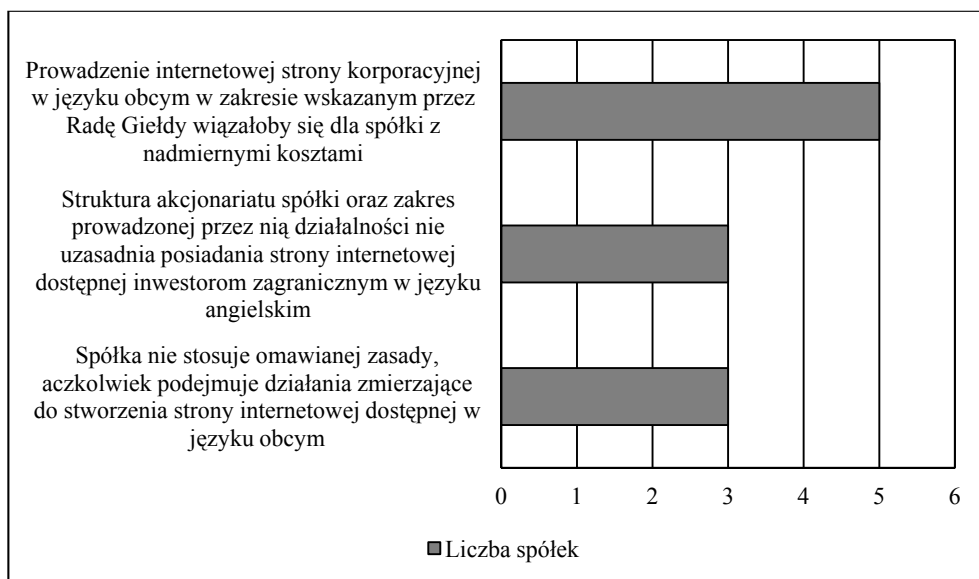 Prowadzenie internetowej strony korporacyjnej
w języku obcym w zakresie wskazanym przez
Radę Giełdy wiązałoby się dla spółki z
nadmiernymi kosztami
Struktura akcjonariatu spółki oraz zakres
prowadzonej przez nią działalności nie
uzasadnia posiadania strony internetowej
dostępnej inwestorom zagranicznym w języku
angielskim
Spółka nie stosuje omawianej zasady,
aczkolwiek podejmuje działania zmierzające
do stworzenia strony internetowej dostępnej w
języku obcym
0 1 2 3 4 5 6
Liczba spółek